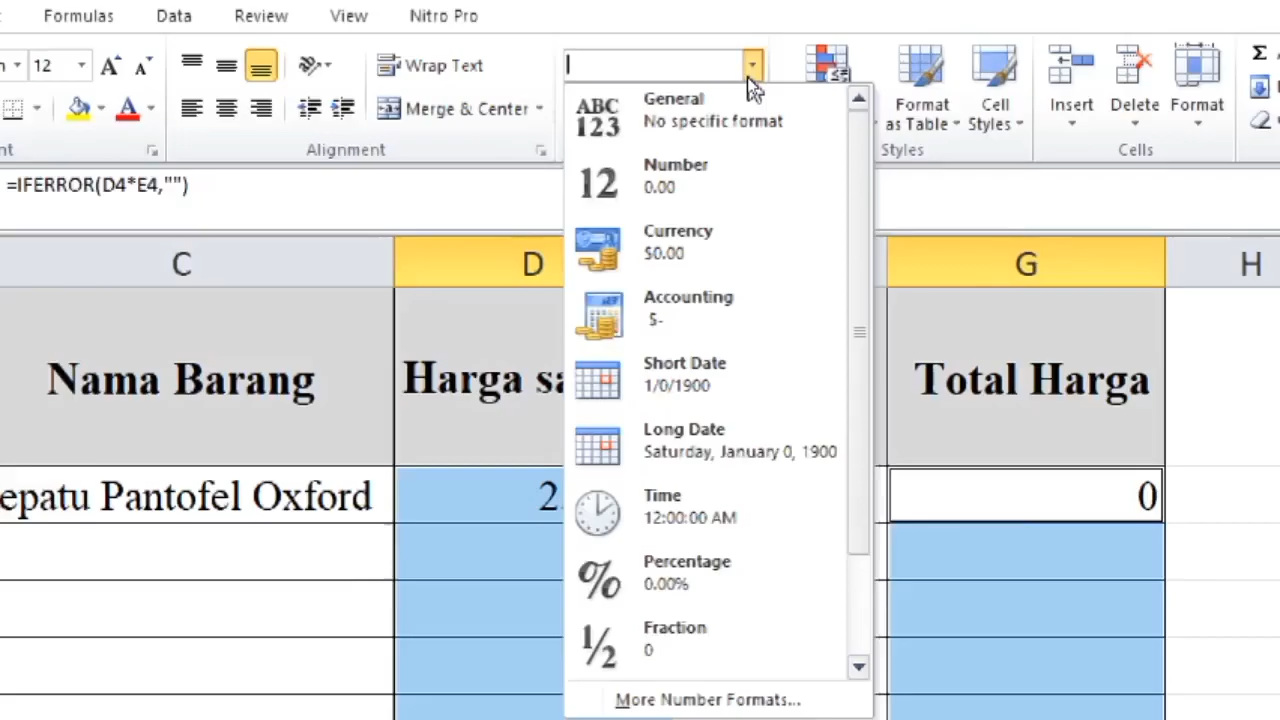 Formulas Data Review View Nitro Pro
12 A A Wrap Text
Merge & Center
A
Format as Table
Cell Styles
Insert Delete Format
Σ
Alignment Styles Cells
=IFERROR(D4*E4,"")
ABC 123
General
No specific format
12
Number
0.00
Currency
$0.00
Accounting
$-
Short Date
1/0/1900
Long Date
Saturday, January 0, 1900
Time
12:00:00 AM
%
Percentage
0.00%
½
Fraction
0
More Number Formats...
C D G H
Nama Barang Harga sa Total Harga
epatu Pantofel Oxford 2 0